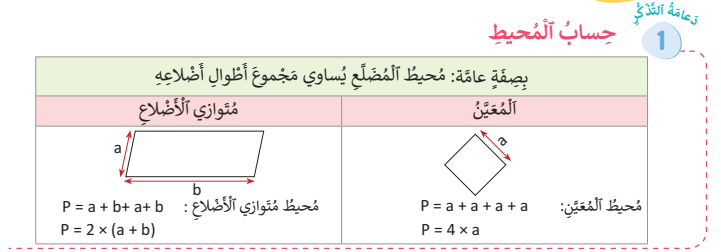 دِعامَةُ ٱلتَّذَكُّرِ
1
حِسابُ ٱلْمُحيطِ
بِصِفَةٍ عامَّة: مُحيطُ ٱلْمُضَلَّعِ يُساوي مَجْموعَ أَطْوالِ أَضْلاعِهِ
ٱلْمُعَيَّنُ
مُتَوازي ٱلْأَضْلاعِ
a
مُحيطُ ٱلْمُعَيَّنِ: P = a + a + a + a
P = 4 × a
a
b
مُحيطُ مُتَوازي ٱلْأَضْلاعِ : P = a + b+ a+ b
P = 2 × (a + b)